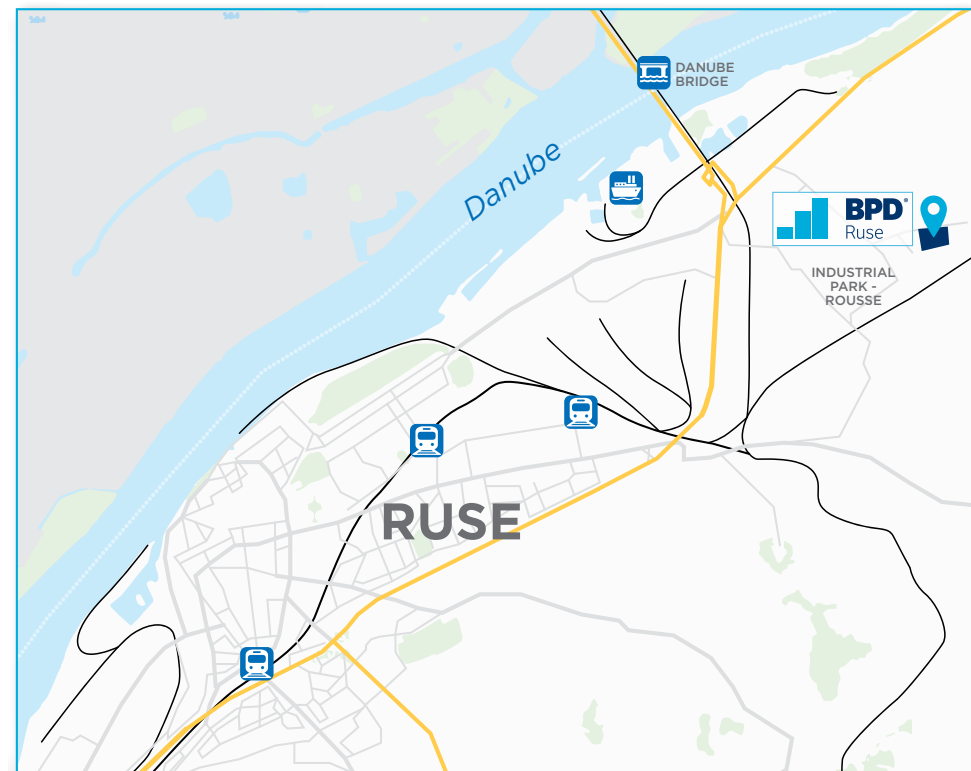 DANUBE
BRIDGE
Danube
BPD®
Ruse
INDUSTRIAL
PARK -
ROUSSE
RUSE